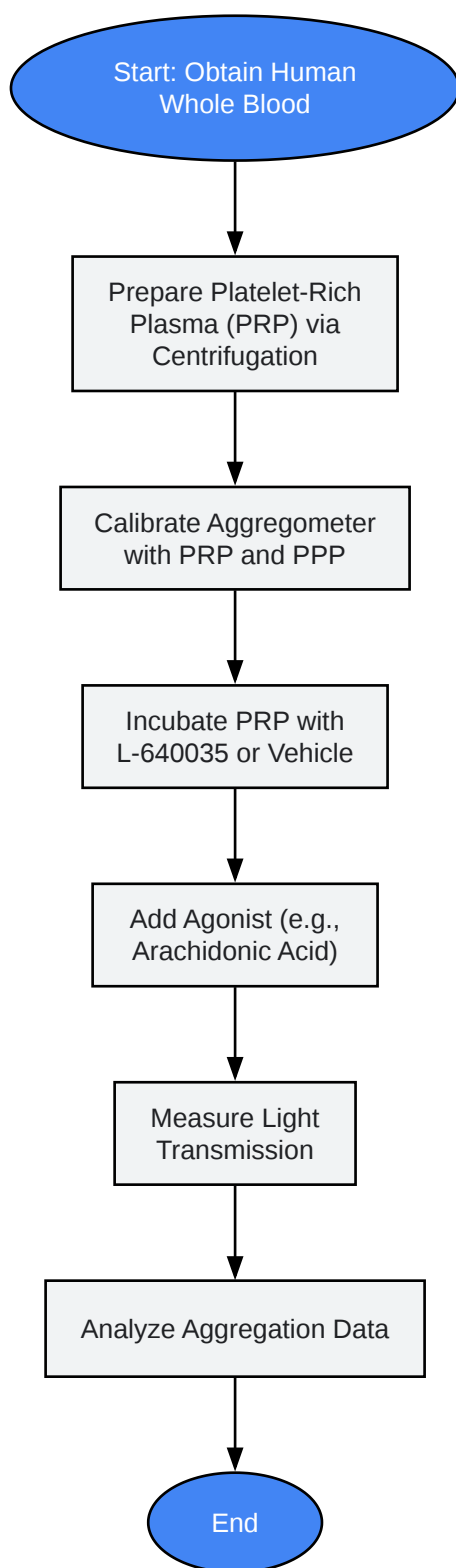 Start: Obtain Human
Whole Blood
Prepare Platelet-Rich
Plasma (PRP) via
Centrifugation
Calibrate Aggregometer
with PRP and PPP
Incubate PRP with
L-640035 or Vehicle
Add Agonist (e.g.,
Arachidonic Acid)
Measure Light
Transmission
Analyze Aggregation Data
End